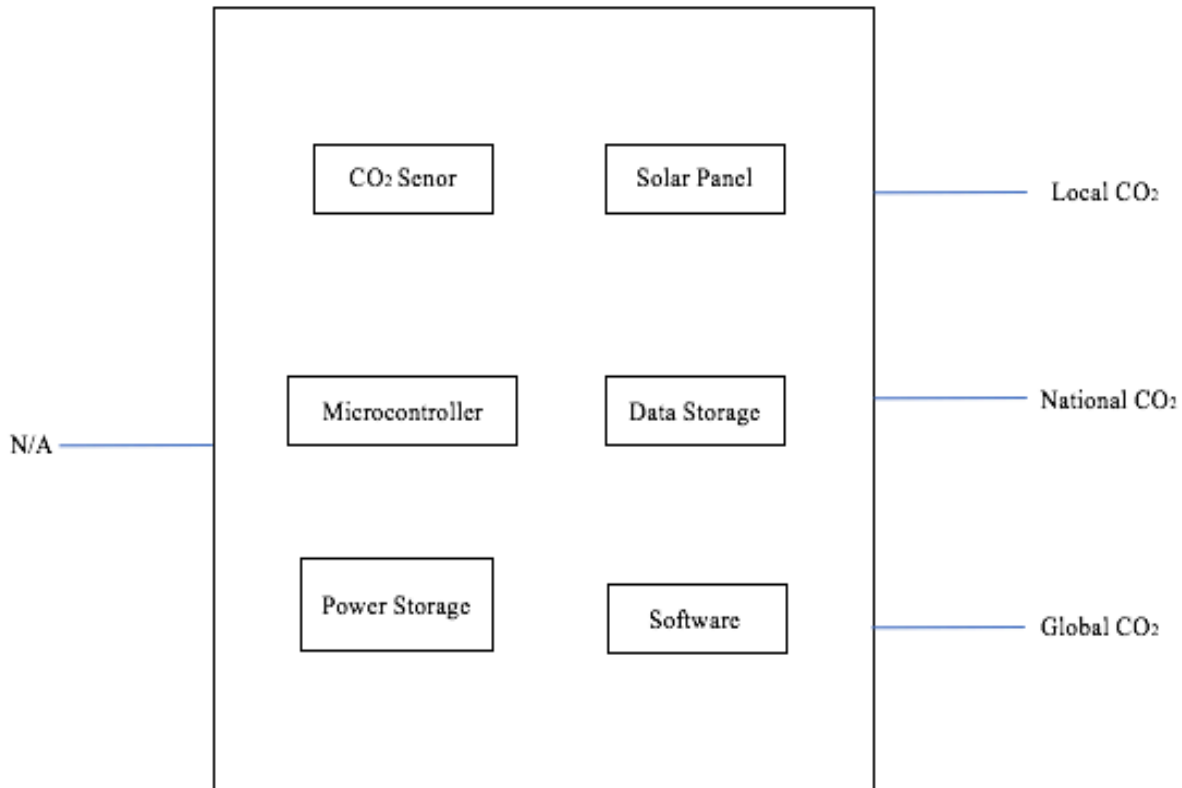 CO₂ Senor
Solar Panel
Local CO₂
Microcontroller
Data Storage
National CO₂
N/A
Power Storage
Software
Global CO₂